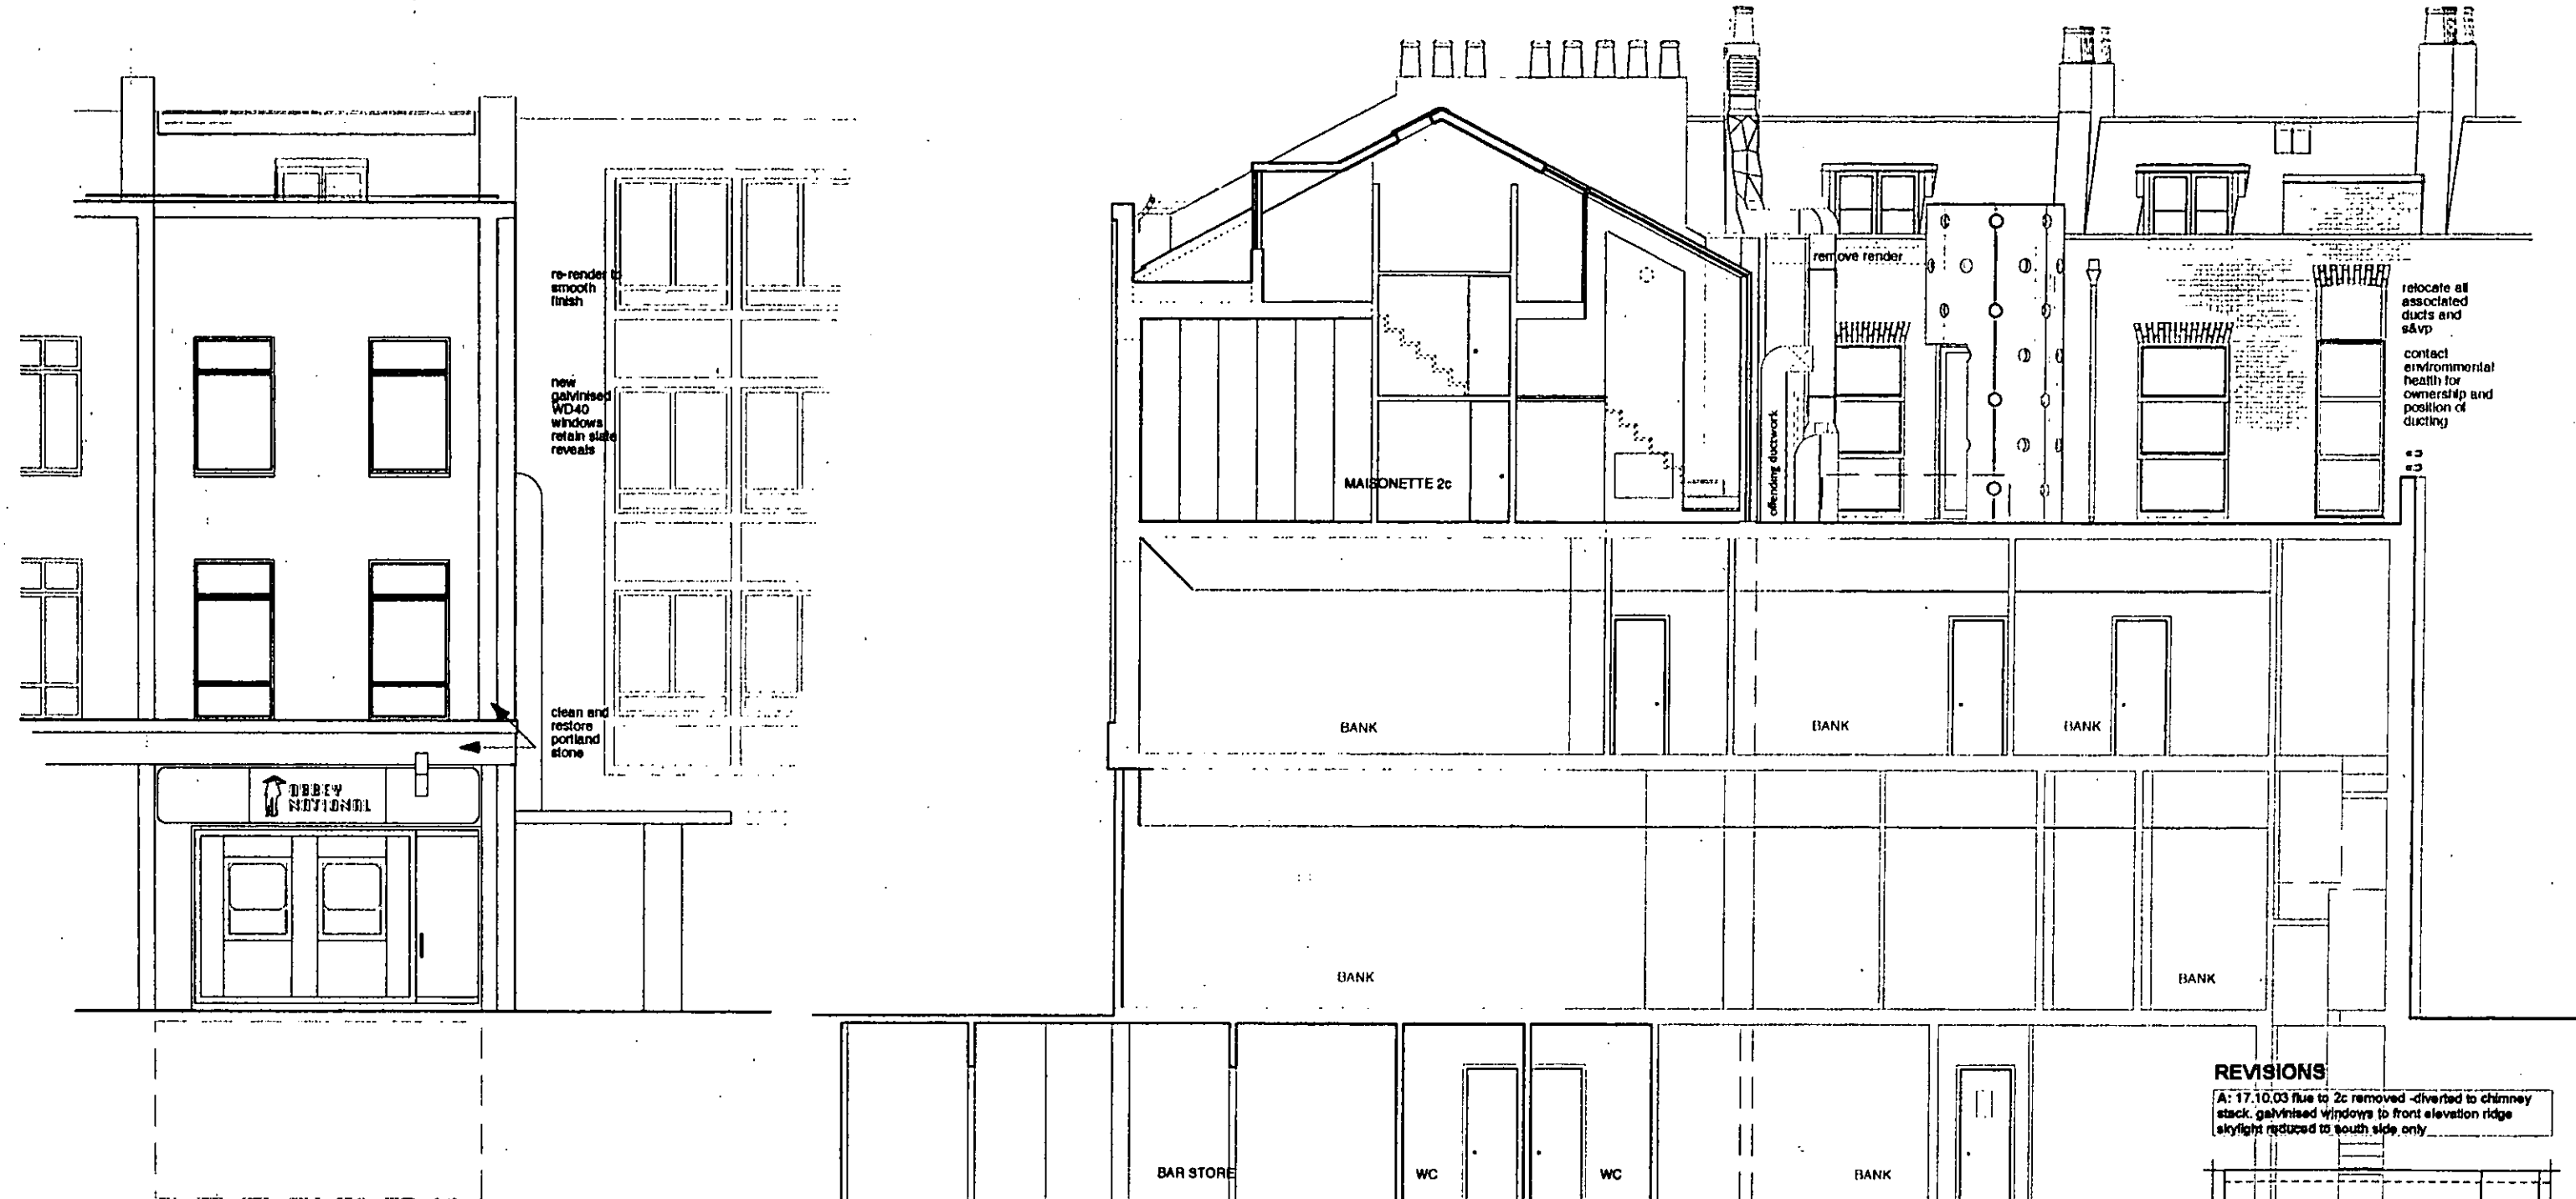 re-render to
smooth
finish
new
galvinised
WD40
windows
retain slate
reveals
clean and
restore
portland
stone
ABBEY
NATIONAL
MAISONETTE 2c
offending ductwork
remove render
relocate all
associated
ducts and
s&vp
contact
environmental
health for
ownership and
position of
ducting
BANK
BANK
BANK
BANK
BANK
BAR STORE
WC
WC
BANK
REVISIONS
A: 17.10.03 flue to 2c removed -diverted to chimney
stack. galvinised windows to front elevation ridge
skylight reduced to south side only